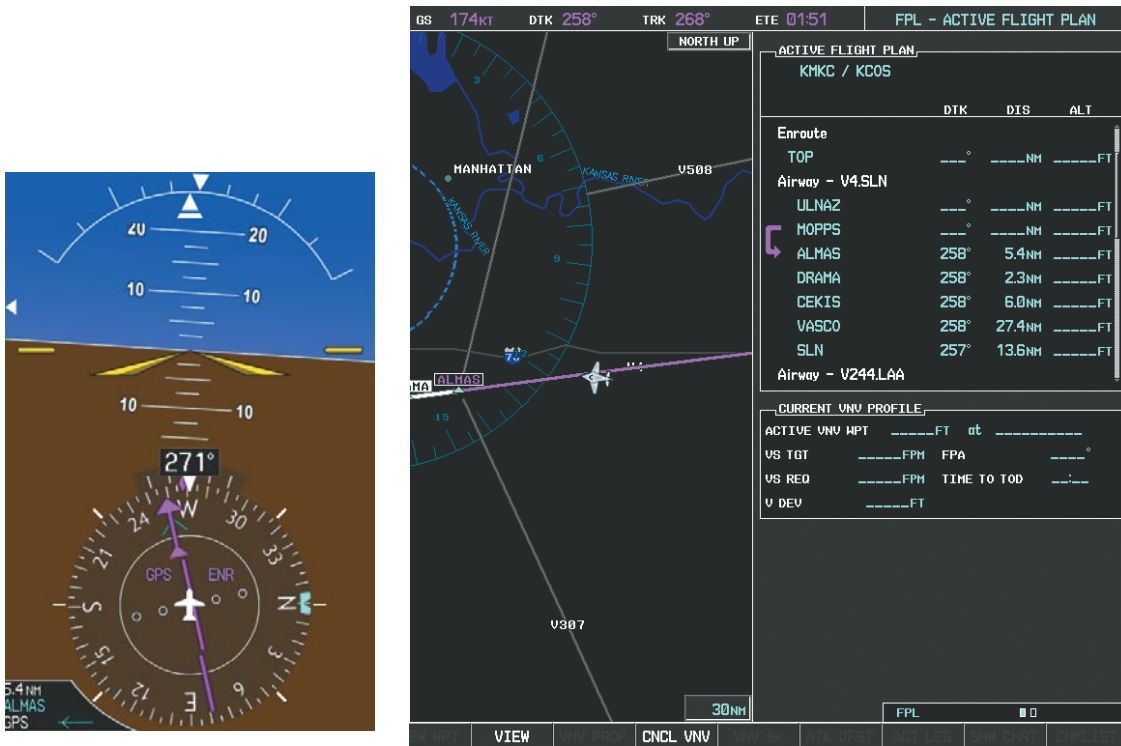 20 20
10 10
10 10
271°
24 W 30
21 33
GPS ENR
S N
15 3
12 E 6
5.4NM
ALMAS
GPS
GS 174KT DTK 258° TRK 268° ETE 01:51 FPL – ACTIVE FLIGHT PLAN
NORTH UP
3
6
MANHATTAN
KANSAS RIVER
V508
KANSAS RIVER
9
70
12
ALMAS
MA
15
V307
30NM
ACTIVE FLIGHT PLAN
KMKC / KCOS
DTK DIS ALT
Enroute
TOP ___° ____NM _____FT
Airway – V4.SLN
ULNAZ ___° ____NM _____FT
MOPPS ___° ____NM _____FT
ALMAS 258° 5.4NM _____FT
DRAMA 258° 2.3NM _____FT
CEKIS 258° 6.0NM _____FT
VASCO 258° 27.4NM _____FT
SLN 257° 13.6NM _____FT
Airway – V244.LAA
CURRENT VNV PROFILE
ACTIVE VNV WPT _____FT at __________
VS TGT _____FPM FPA ____°
VS REQ _____FPM TIME TO TOD __:__
V DEV _____FT
FPL
EW WPT VIEW VNV PROF CNCL VNV VNV D→ ATK OFST ACT LEG SHW CHRT CHKLIST